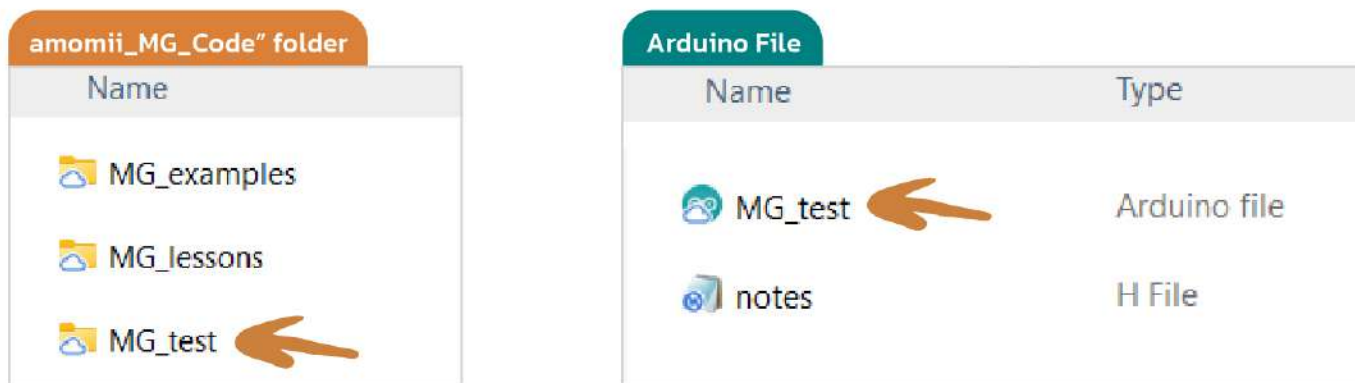 amomii_MG_Code” folder
Name
MG_examples
MG_lessons
MG_test
Arduino File
Name Type
MG_test Arduino file
notes H File